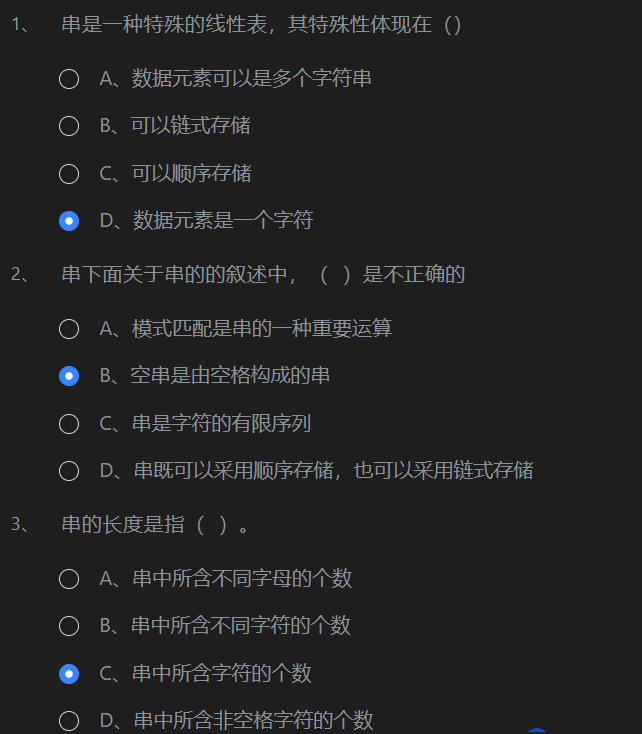 1、 串是一种特殊的线性表，其特殊性体现在（）
A、数据元素可以是多个字符串
B、可以链式存储
C、可以顺序存储
D、数据元素是一个字符
2、 串下面关于串的的叙述中，（ ）是不正确的
A、模式匹配是串的一种重要运算
B、空串是由空格构成的串
C、串是字符的有限序列
D、串既可以采用顺序存储，也可以采用链式存储
3、 串的长度是指（ ）。
A、串中所含不同字母的个数
B、串中所含不同字符的个数
C、串中所含字符的个数
D、串中所含非空格字符的个数